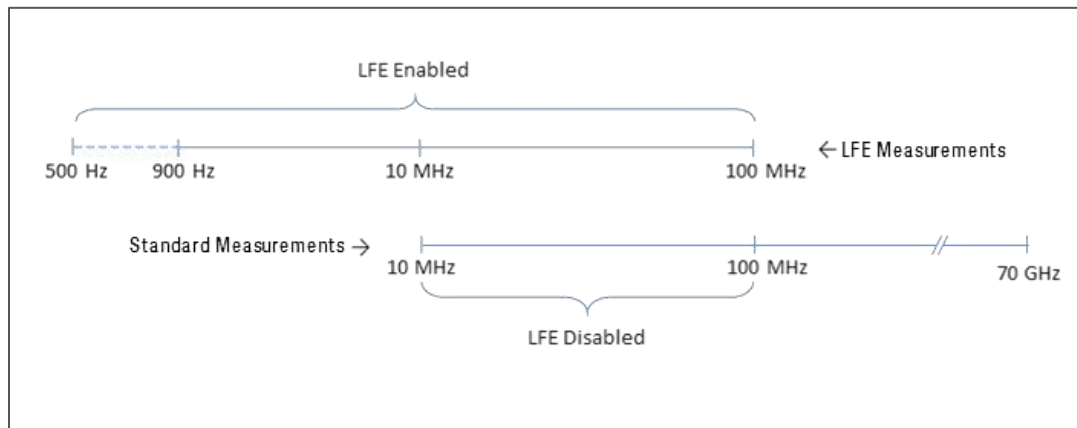 LFE Enabled
500 Hz 900 Hz 10 MHz 100 MHz
←LFE Measurements
Standard Measurements →
10 MHz 100 MHz 70 GHz
LFE Disabled